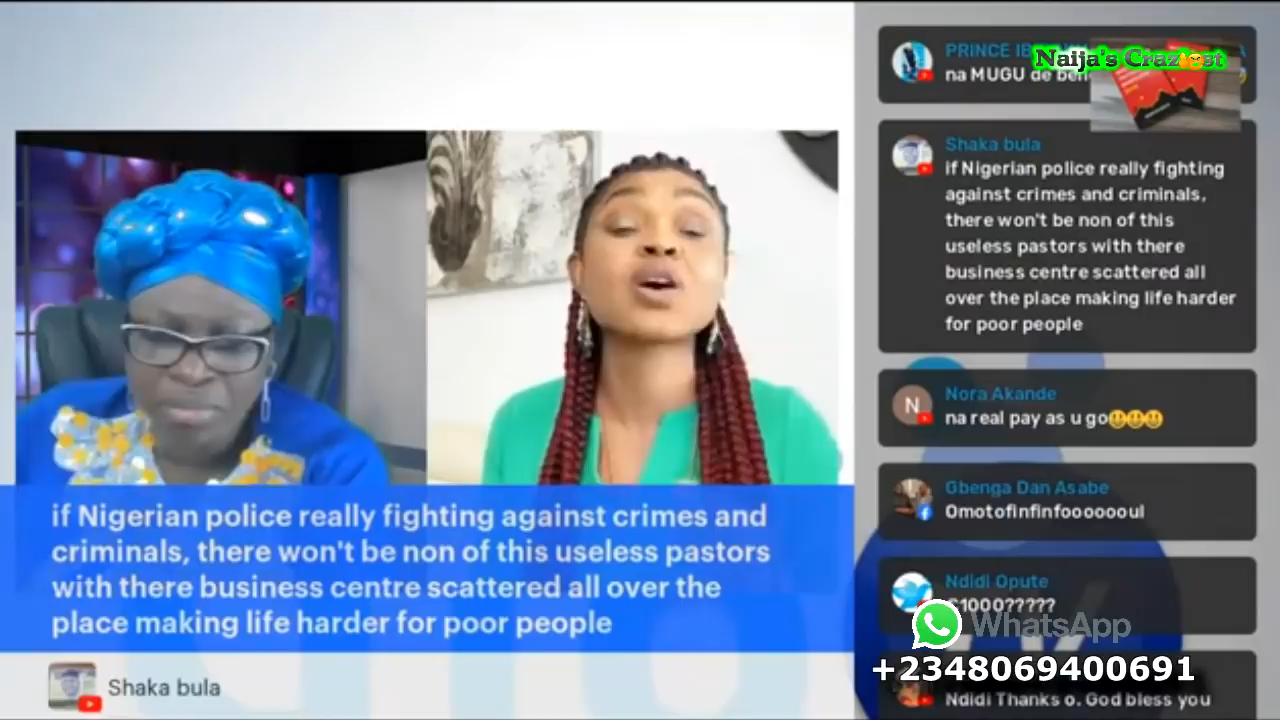 if Nigerian police really fighting against crimes and
criminals, there won't be non of this useless pastors
with there business centre scattered all over the
place making life harder for poor people
Shaka bula
PRINCE
Naija's Craziest
na MUGU de
Shaka bula
if Nigerian police really fighting
against crimes and criminals,
there won't be non of this
useless pastors with there
business centre scattered all
over the place making life harder
for poor people
N
Nora Akande
na real pay as u go😃😃😃
Gbenga Dan Asabe
Omotofinfinfooooooul
Ndidi Opute
$1000?????
WhatsApp
+2348069400691
Ndidi Thanks o. God bless you